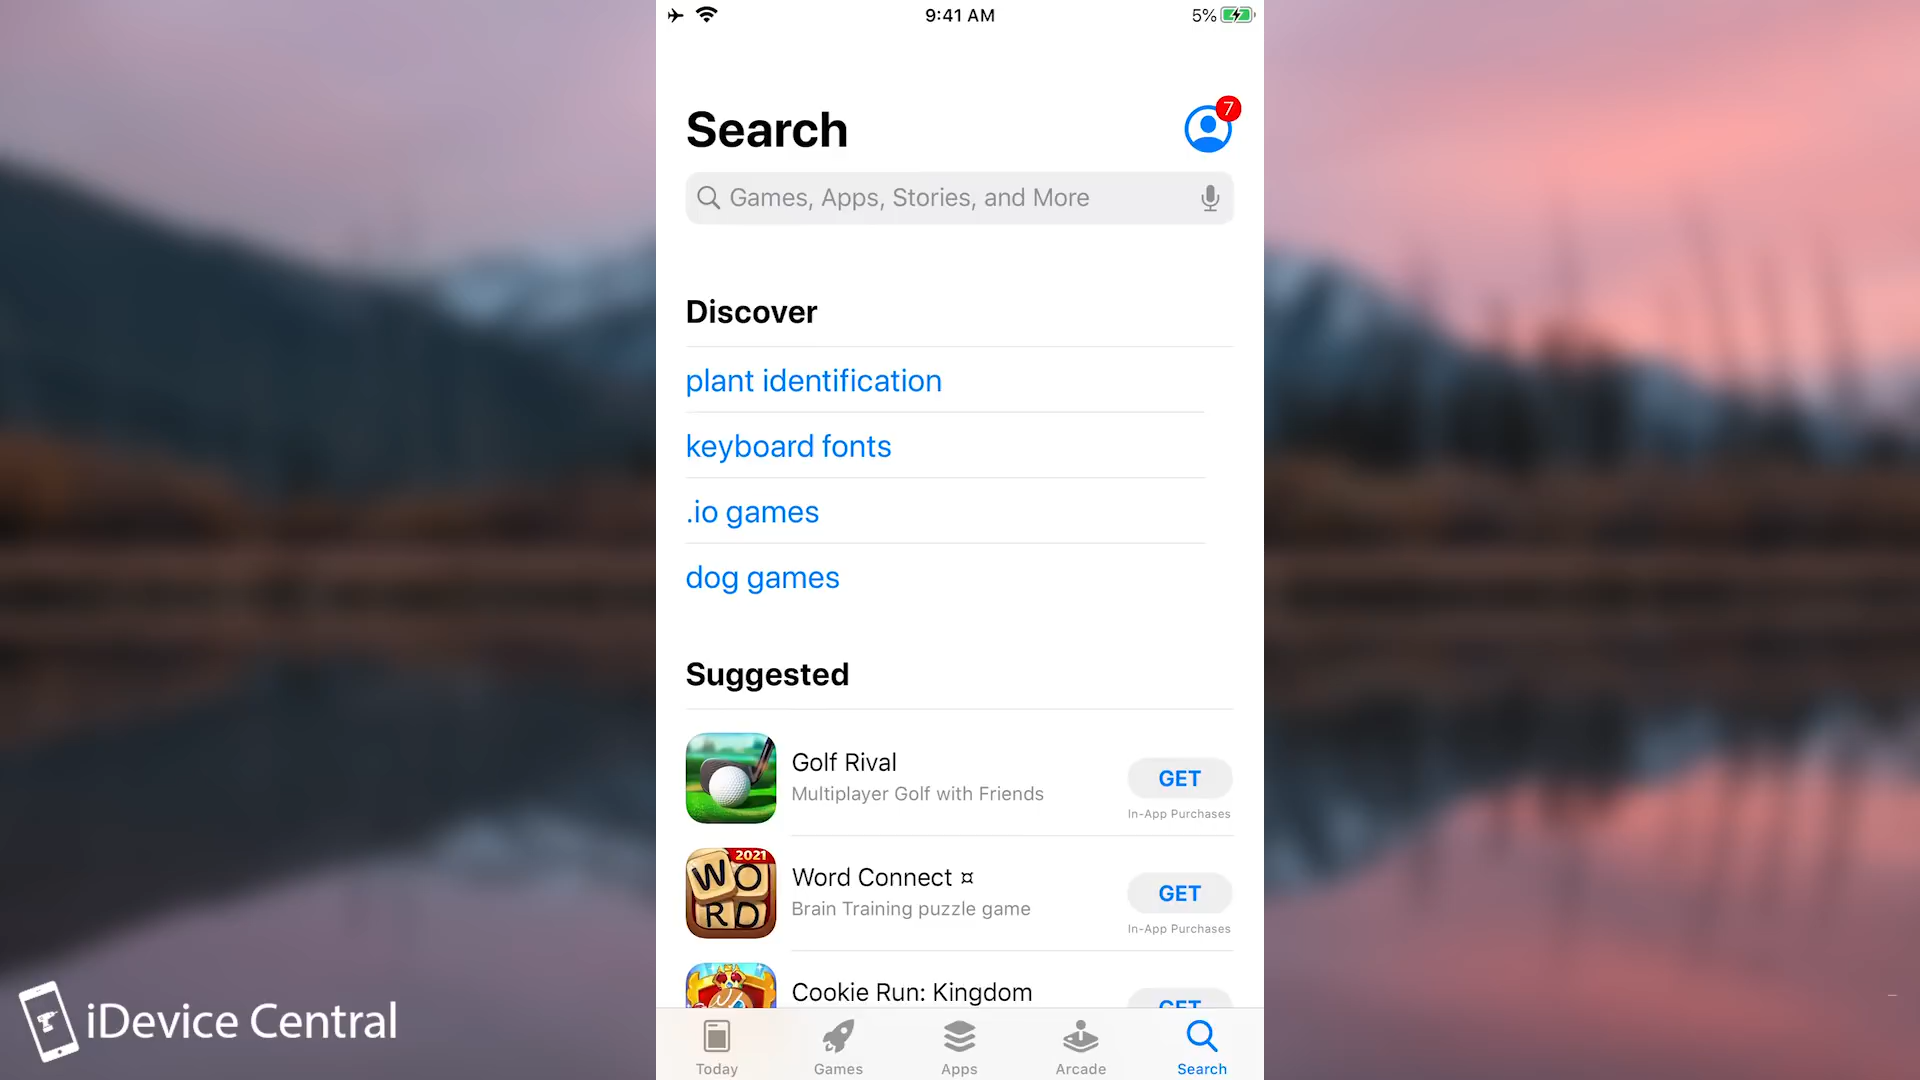 9:41 AM
5%
Search
7
Games, Apps, Stories, and More
Discover
plant identification
keyboard fonts
.io games
dog games
Suggested
Golf Rival
Multiplayer Golf with Friends
GET
In-App Purchases
2021
WORD
Word Connect ¤
Brain Training puzzle game
GET
In-App Purchases
Cookie Run: Kingdom
GET
Today
Games
Apps
Arcade
Search
iDevice Central